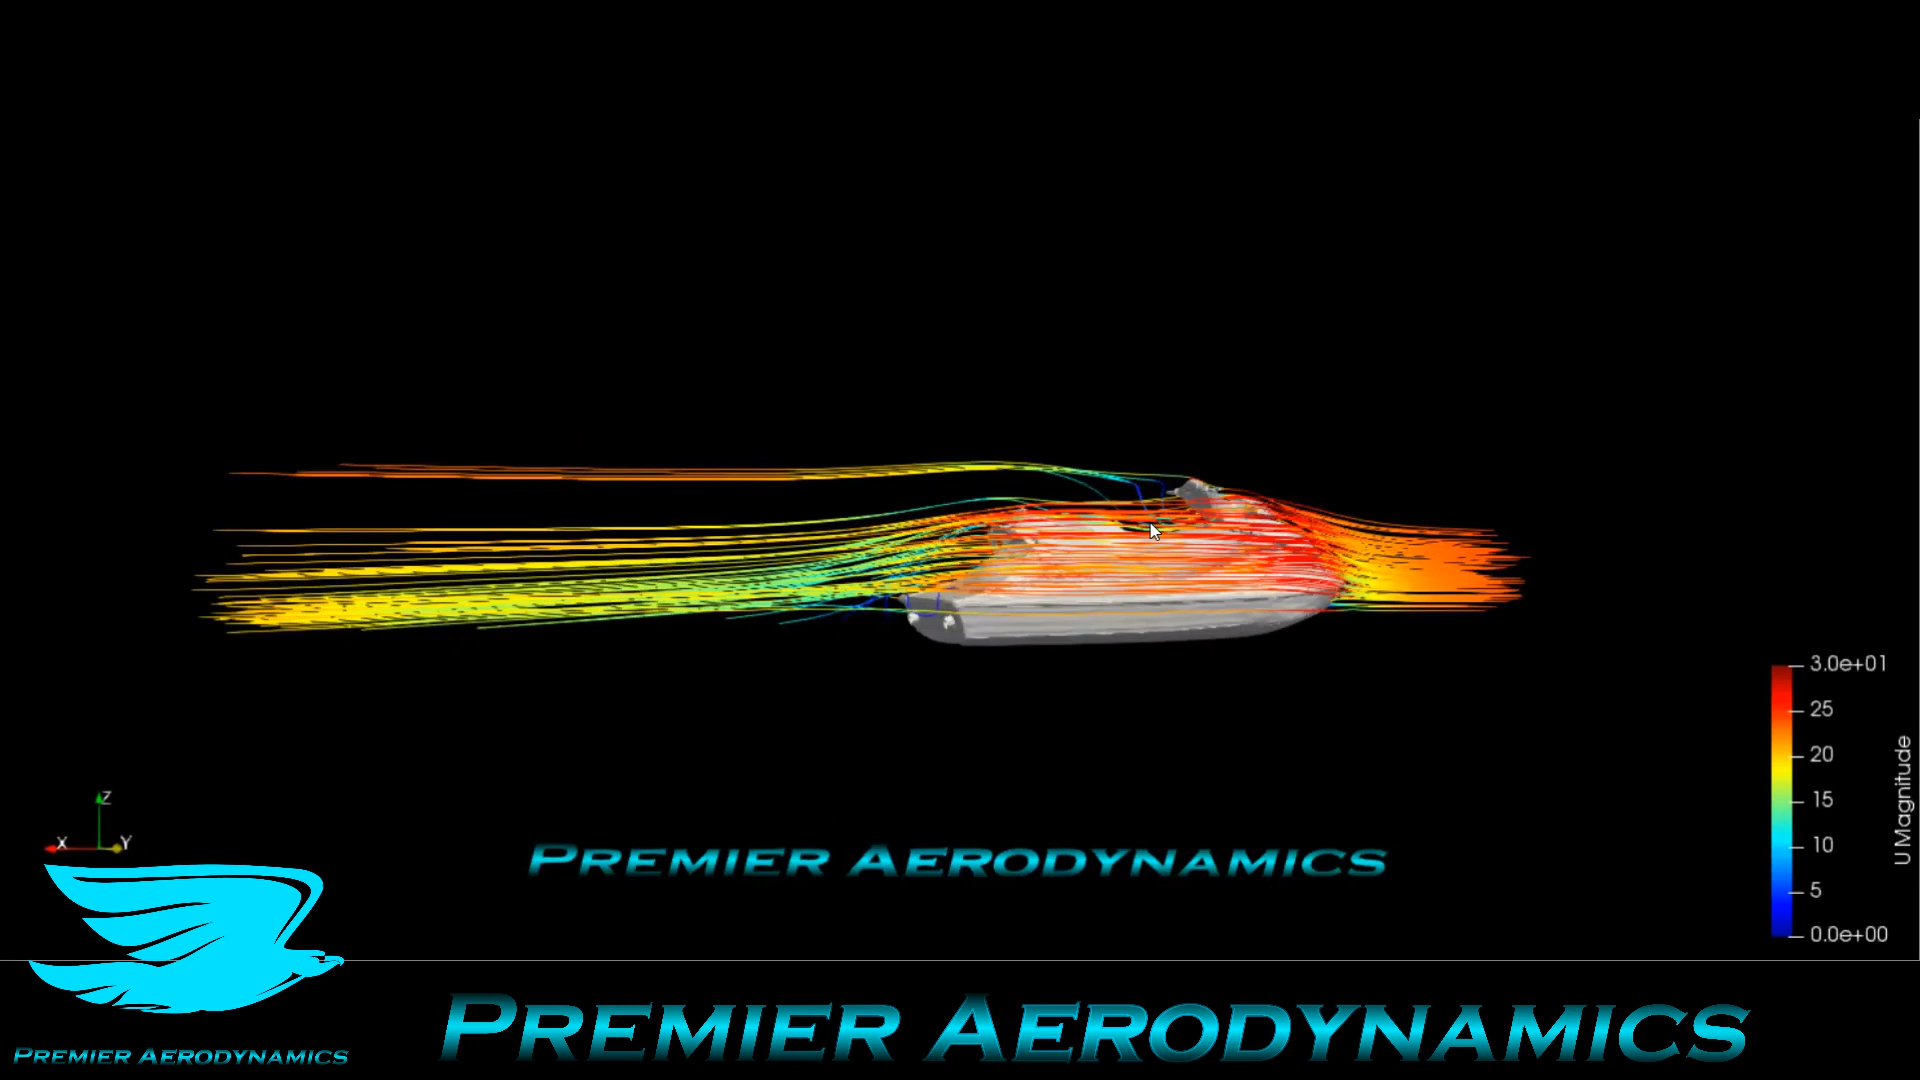 3.0e+01
25
20
15
10
5
0.0e+00
U Magnitude
Z
X
Y
PREMIER AERODYNAMICS
PREMIER AERODYNAMICS
PREMIER AERODYNAMICS